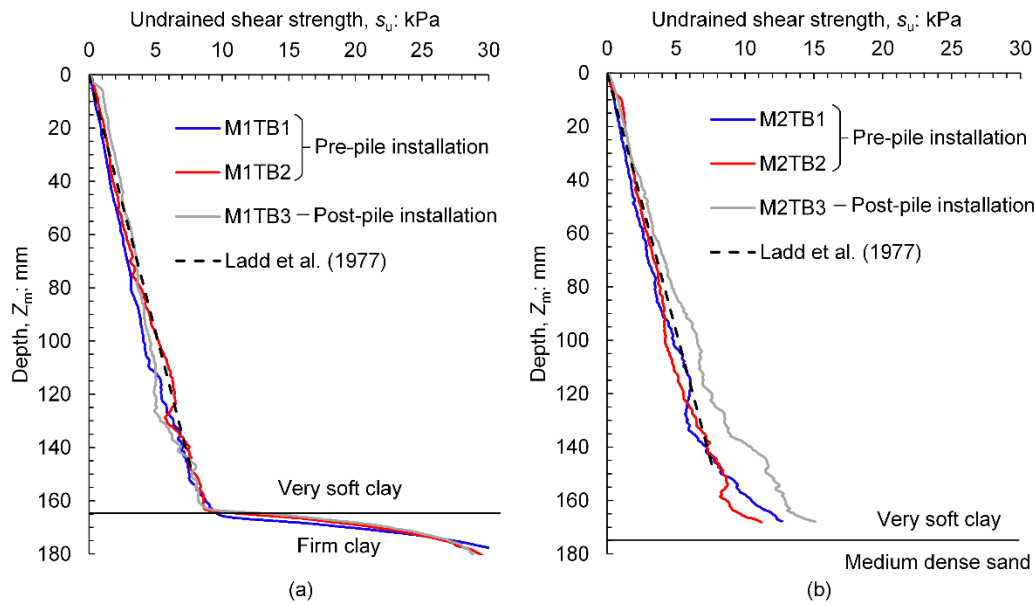 Undrained shear strength, su: kPa
0 5 10 15 20 25 30
0
20
40
60
80
100
120
140
160
180
Depth, Zm: mm
M1TB1
M1TB2
Pre-pile installation
M1TB3 Post-pile installation
Ladd et al. (1977)
Very soft clay
Firm clay
(a)
Undrained shear strength, su: kPa
0 5 10 15 20 25 30
0
20
40
60
80
100
120
140
160
180
Depth, Zm: mm
M2TB1
M2TB2
Pre-pile installation
M2TB3 Post-pile installation
Ladd et al. (1977)
Very soft clay
Medium dense sand
(b)